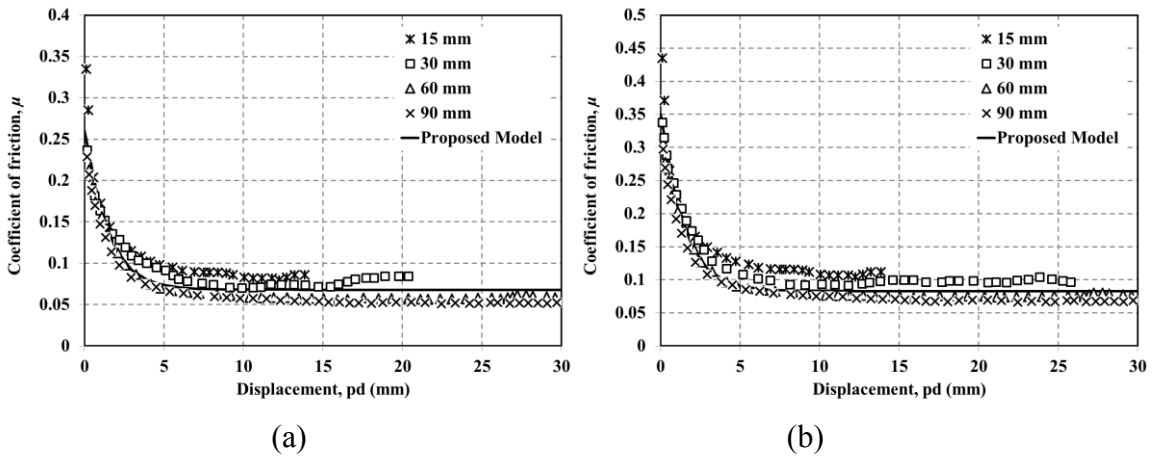 0.4
0.35
0.3
0.25
0.2
0.15
0.1
0.05
0
Coefficient of friction, μ
15 mm
30 mm
60 mm
90 mm
Proposed Model
0 5 10 15 20 25 30
Displacement, pd (mm)
(a)
0.5
0.45
0.4
0.35
0.3
0.25
0.2
0.15
0.1
0.05
0
Coefficient of friction, μ
15 mm
30 mm
60 mm
90 mm
Proposed Model
0 5 10 15 20 25 30
Displacement, pd (mm)
(b)